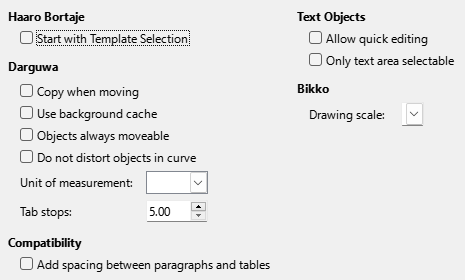 Haaro Bortaje
Start with Template Selection
Darguwa
Copy when moving
Use background cache
Objects always moveable
Do not distort objects in curve
Unit of measurement:
Tab stops: 5.00
Compatibility
Add spacing between paragraphs and tables
Text Objects
Allow quick editing
Only text area selectable
Bikko
Drawing scale: